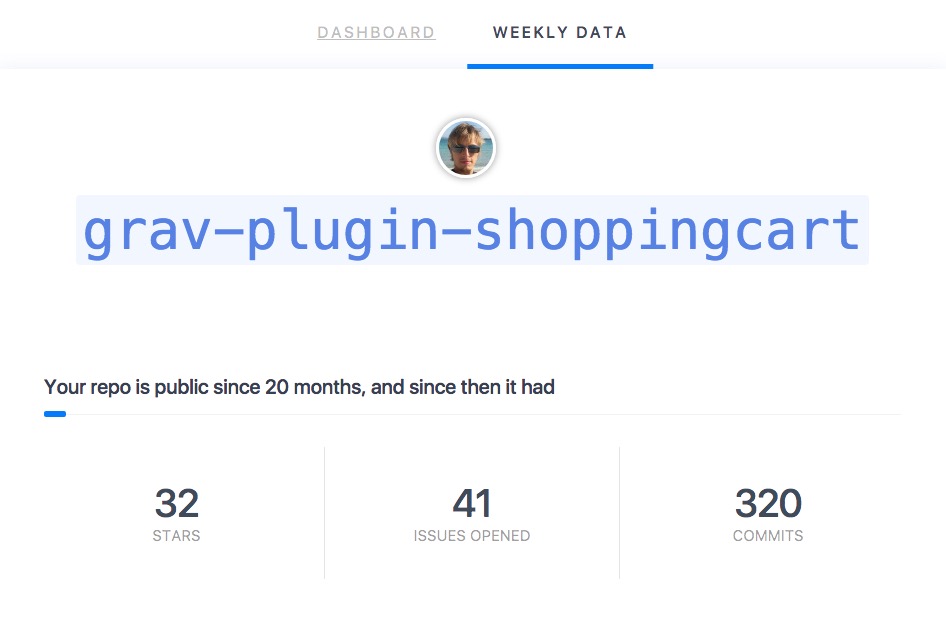 DASHBOARD WEEKLY DATA
grav-plugin-shoppingcart
Your repo is public since 20 months, and since then it had
32 41 320
STARS ISSUES OPENED COMMITS